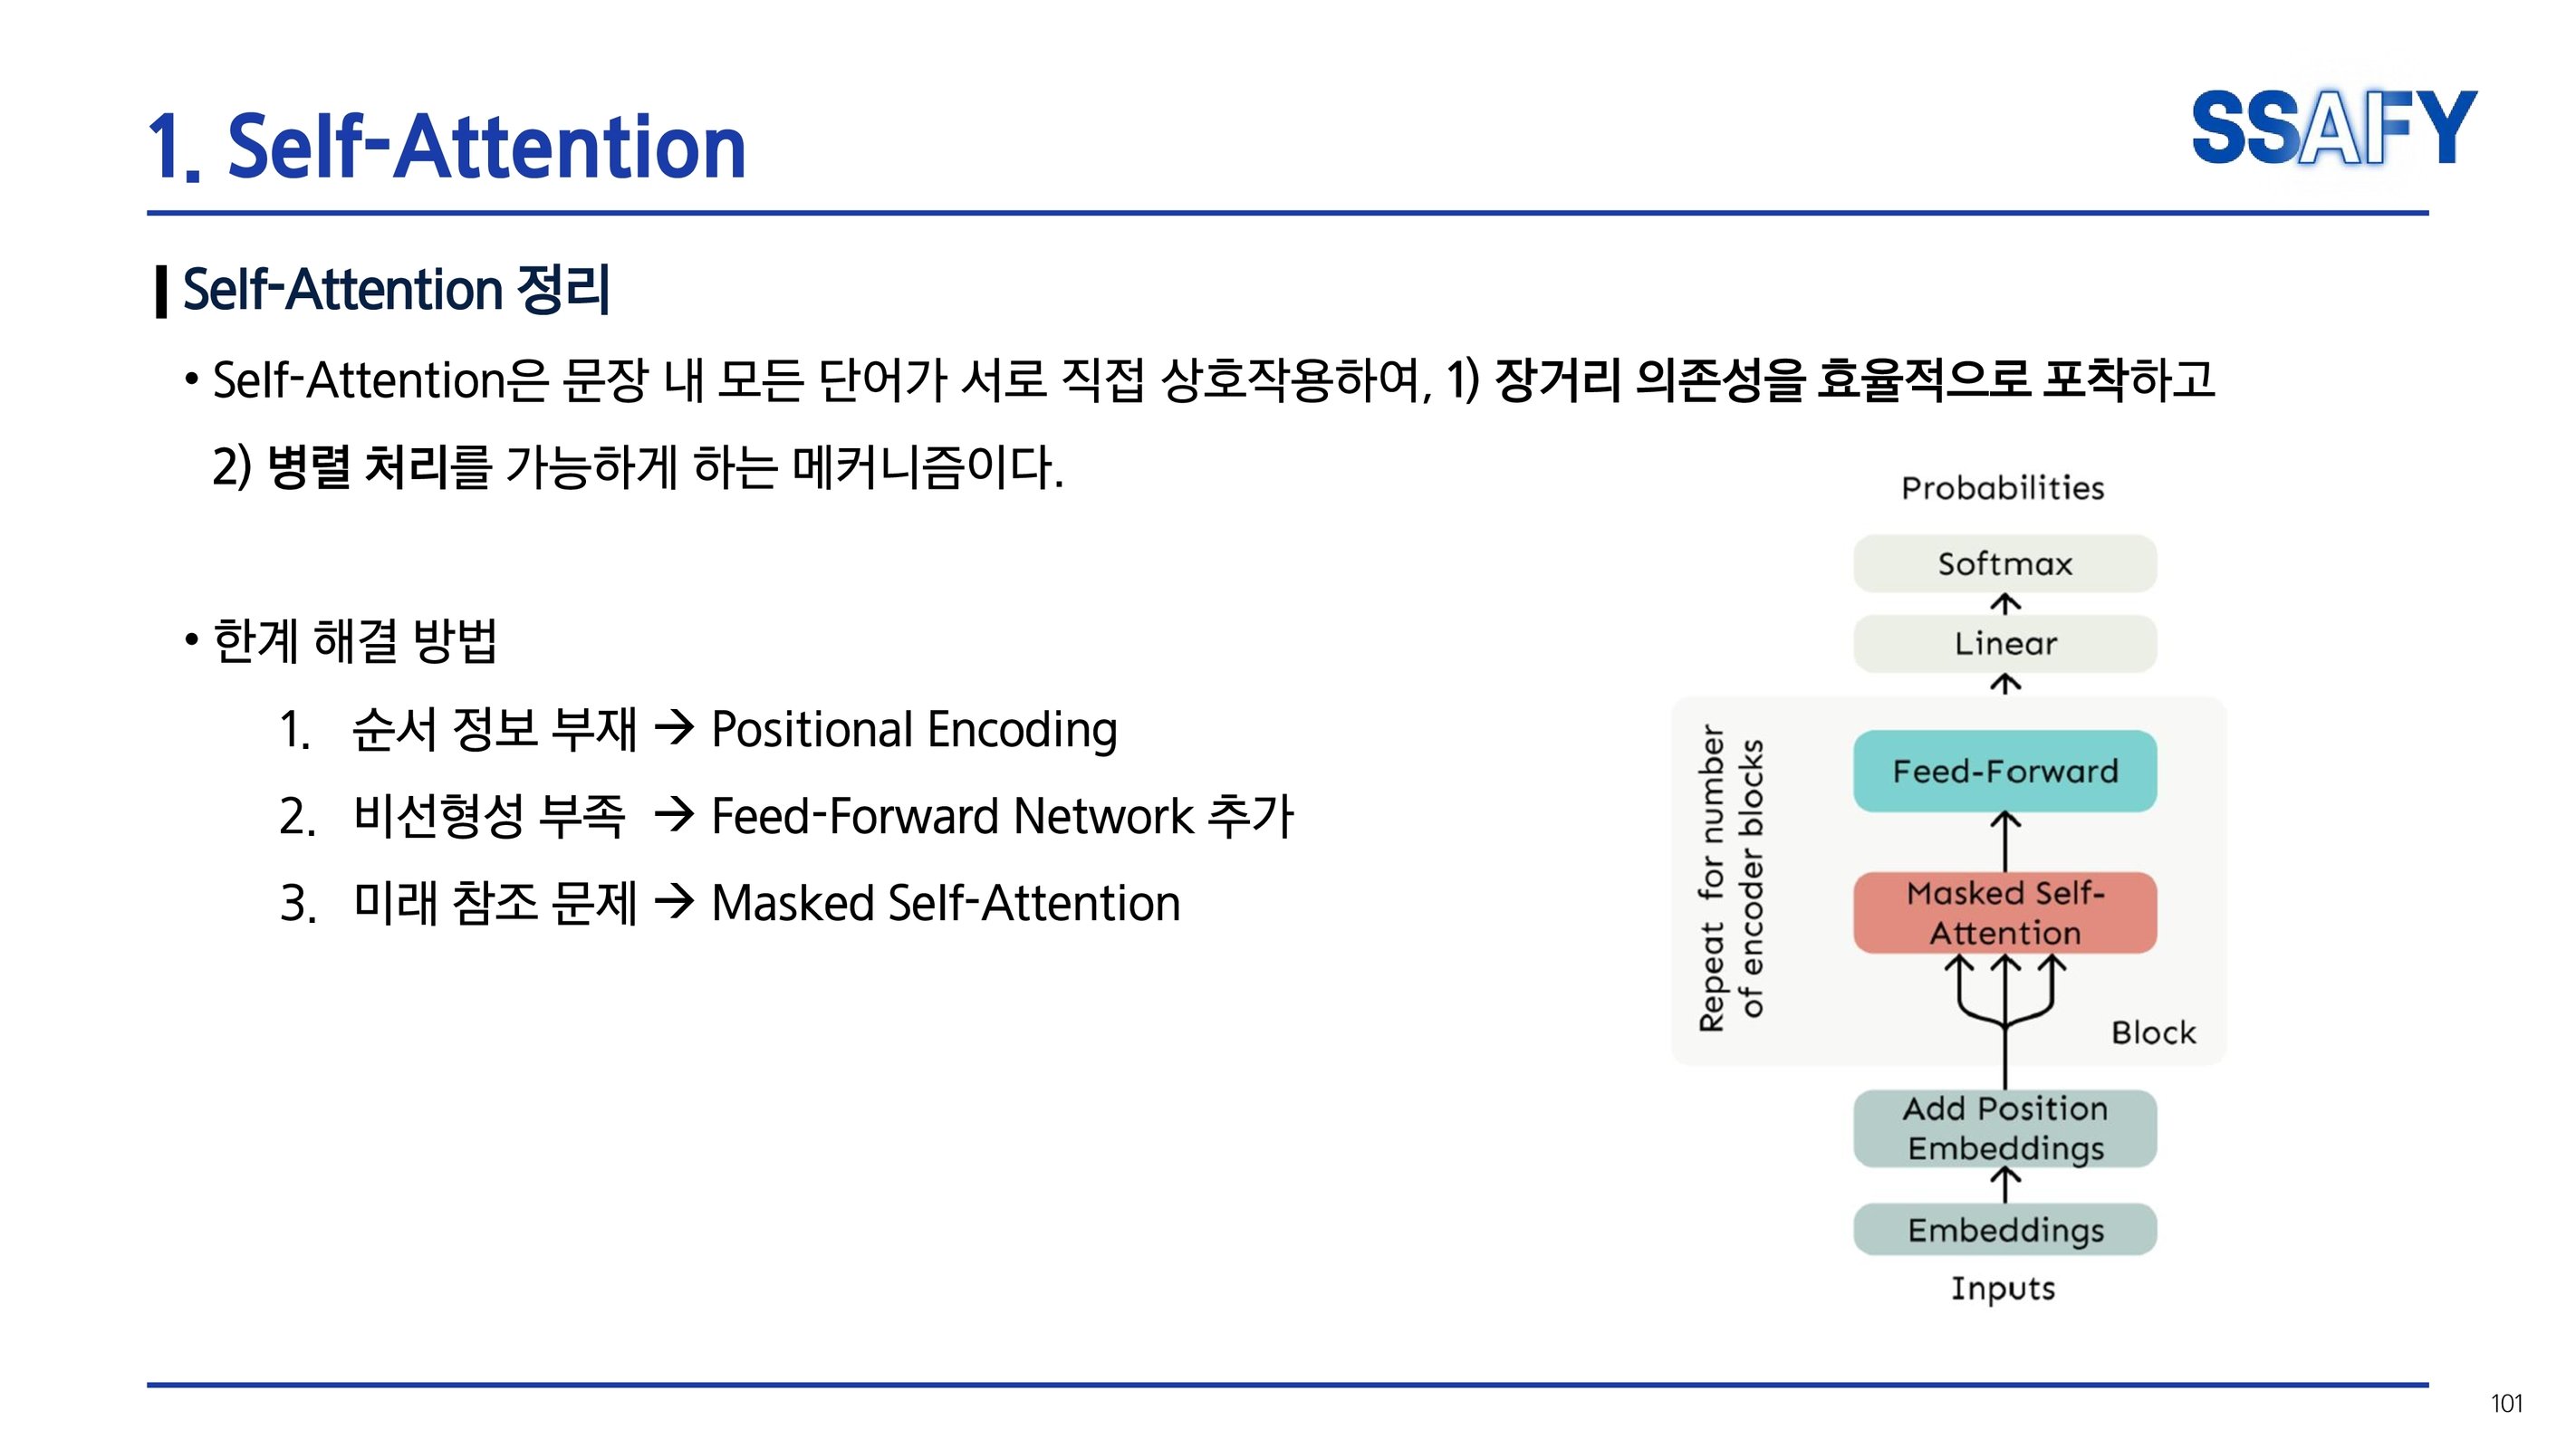 1. Self-Attention
SSAFY
Self-Attention 정리
• Self-Attention은 문장 내 모든 단어가 서로 직접 상호작용하여, 1) 장거리 의존성을 효율적으로 포착하고
2) 병렬 처리를 가능하게 하는 메커니즘이다.
• 한계 해결 방법
1. 순서 정보 부재 → Positional Encoding
2. 비선형성 부족 → Feed-Forward Network 추가
3. 미래 참조 문제 → Masked Self-Attention
Probabilities
Softmax
Linear
Repeat for number
of encoder blocks
Feed-Forward
Masked Self-
Attention
Block
Add Position
Embeddings
Embeddings
Inputs
101